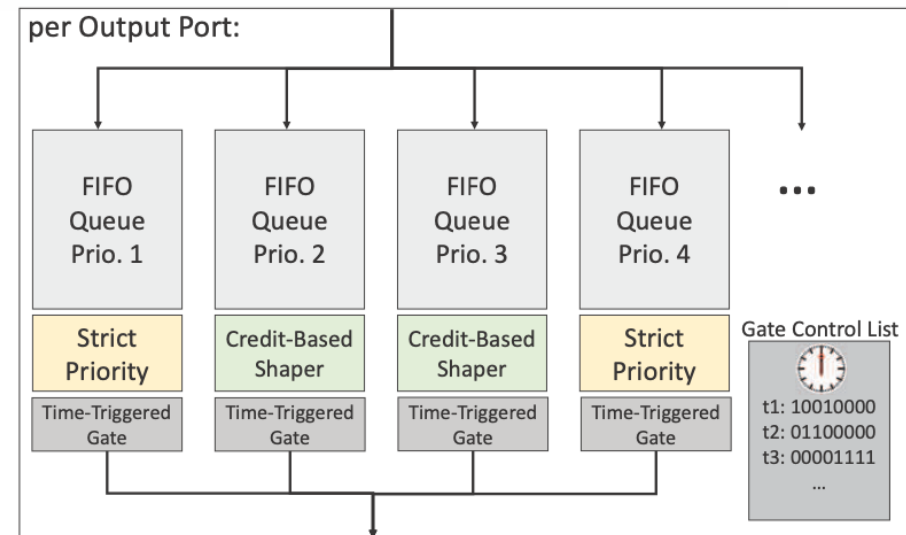 per Output Port:
FIFO
Queue
Prio. 1
FIFO
Queue
Prio. 2
FIFO
Queue
Prio. 3
FIFO
Queue
Prio. 4
...
Strict
Priority
Credit-Based
Shaper
Credit-Based
Shaper
Strict
Priority
Time-Triggered
Gate
Time-Triggered
Gate
Time-Triggered
Gate
Time-Triggered
Gate
Gate Control List
t1: 10010000
t2: 01100000
t3: 00001111
...